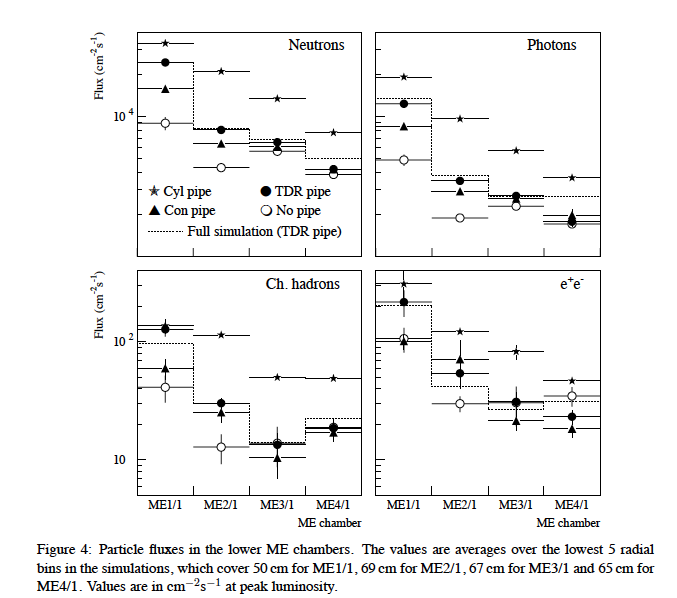 Neutrons
Photons
Flux (cm⁻²s⁻¹)
10⁴
★ Cyl pipe
● TDR pipe
▲ Con pipe
○ No pipe
Full simulation (TDR pipe)
Ch. hadrons
e⁺e⁻
Flux (cm⁻²s⁻¹)
10²
10
ME1/1 ME2/1 ME3/1 ME4/1
ME chamber
ME1/1 ME2/1 ME3/1 ME4/1
ME chamber
Figure 4: Particle fluxes in the lower ME chambers. The values are averages over the lowest 5 radial
bins in the simulations, which cover 50 cm for ME1/1, 69 cm for ME2/1, 67 cm for ME3/1 and 65 cm for
ME4/1. Values are in cm⁻²s⁻¹ at peak luminosity.